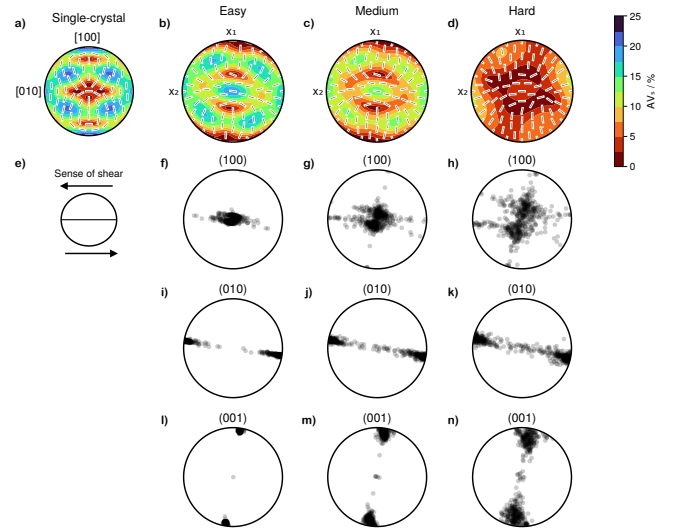 a) Single-crystal b) Easy c) Medium d) Hard
[100] x₁ x₁ x₁
[010] x₂ x₂ x₂
25
20
15
10
5
0
AVₛ / %
e) f) (100) g) (100) h) (100)
Sense of shear
i) (010) j) (010) k) (010)
l) (001) m) (001) n) (001)